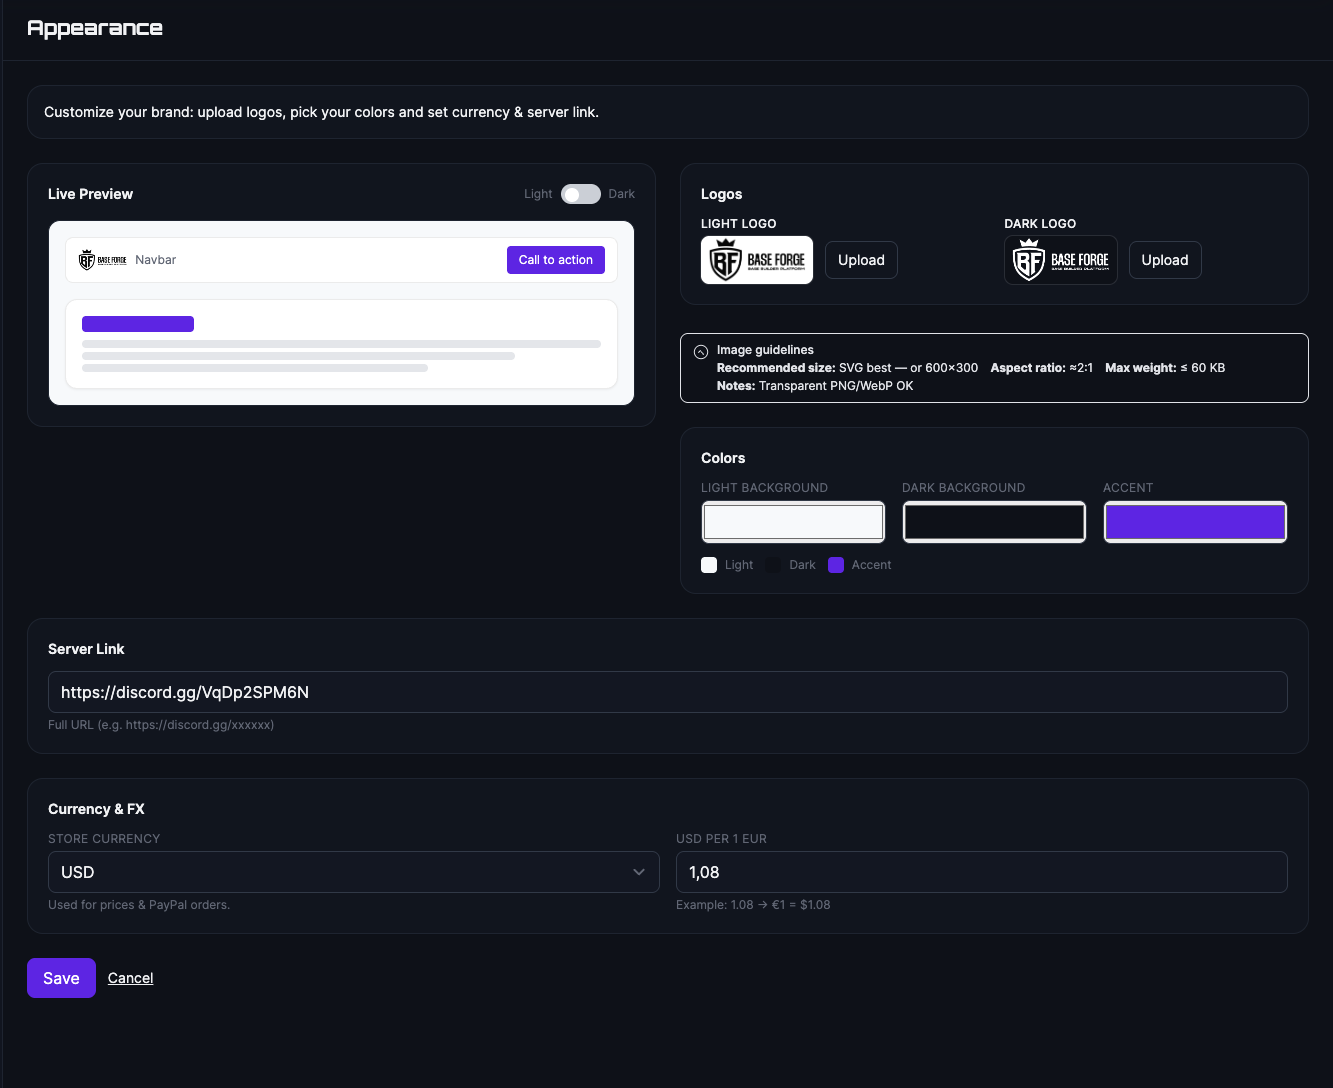 Appearance
Customize your brand: upload logos, pick your colors and set currency & server link.
Live Preview
Light Dark
BF BASE FORGE Navbar
Call to action
Logos
LIGHT LOGO
BF BASE FORGE
BASE BUILDER PLATFORM
Upload
DARK LOGO
BF BASE FORGE
BASE BUILDER PLATFORM
Upload
Image guidelines
Recommended size: SVG best — or 600×300 Aspect ratio: ≈2:1 Max weight: ≤ 60 KB
Notes: Transparent PNG/WebP OK
Colors
LIGHT BACKGROUND DARK BACKGROUND ACCENT
Light Dark Accent
Server Link
https://discord.gg/VqDp2SPM6N
Full URL (e.g. https://discord.gg/xxxxxx)
Currency & FX
STORE CURRENCY
USD
Used for prices & PayPal orders.
USD PER 1 EUR
1,08
Example: 1.08 → €1 = $1.08
Save Cancel